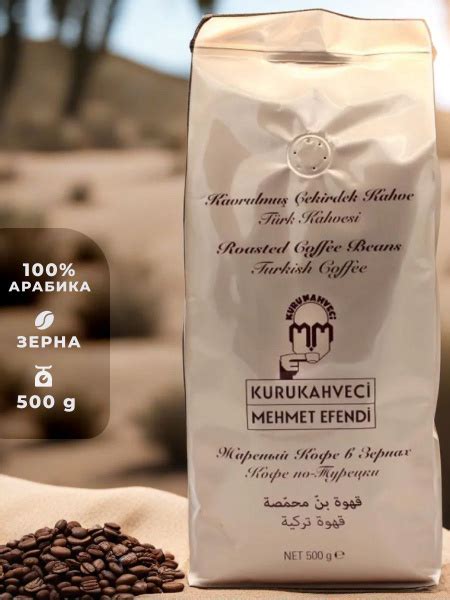 Kavrulmuş Çekirdek Kahve
Türk Kahvesi
Roasted Coffee Beans
Turkish Coffee
KURUKAHVECİ
KURUKAHVECİ
MEHMET EFENDİ
Жареный Кофе в Зернах
Кофе по-Турецки
قهوة بنّ محمّصة
قهوة تركية
NET 500 g ℮
100%
АРАБИКА
ЗЕРНА
500 g